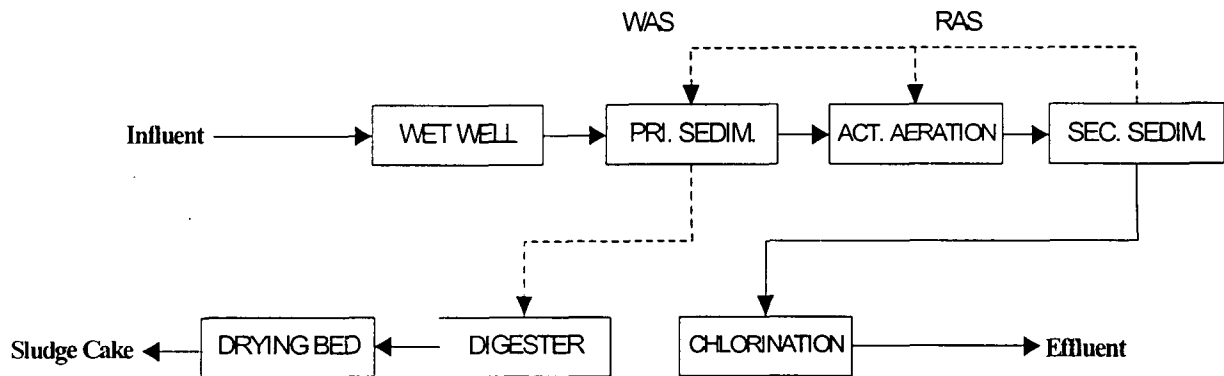 WAS
RAS
Influent
WET WELL
PRI. SEDIM.
ACT. AERATION
SEC. SEDIM.
Sludge Cake
DRYING BED
DIGESTER
CHLORINATION
Effluent